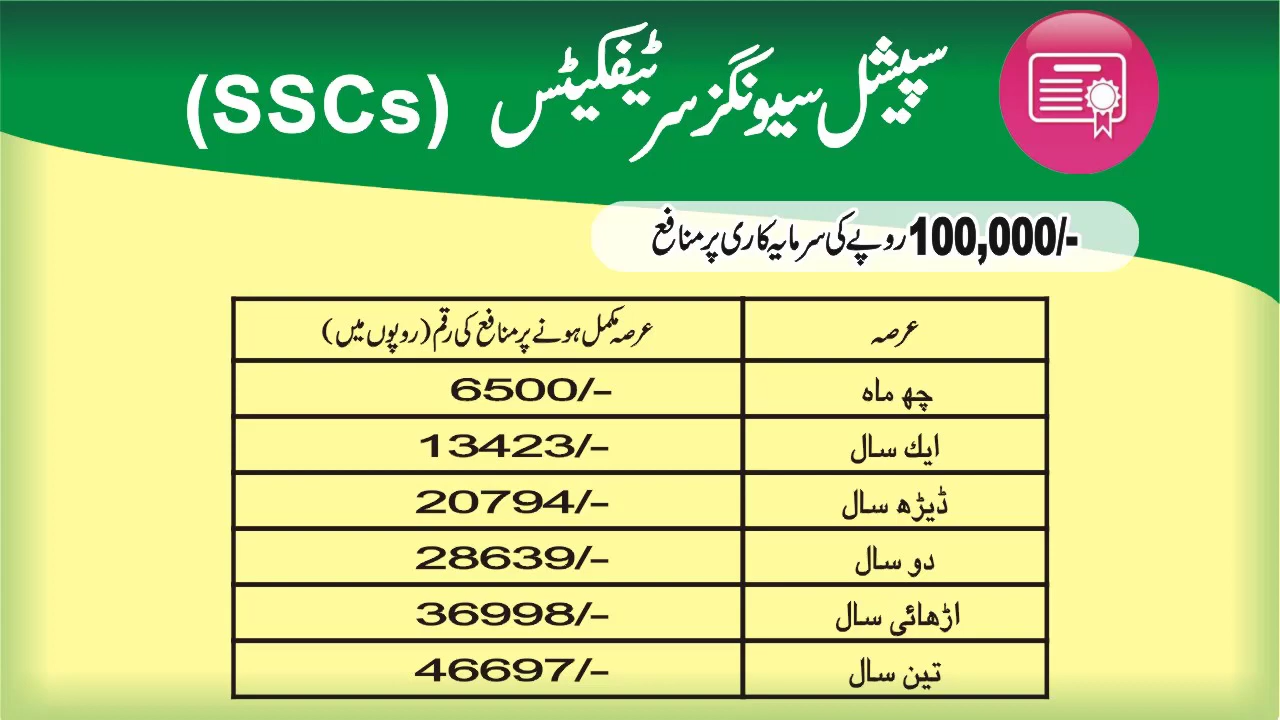 سپیشل سیونگز سرٹیفکیٹس (SSCs)
100,000/- روپے کی سرمایہ کاری پر منافع
عرصہ عرصہ مکمل ہونے پر منافع کی رقم (روپوں میں)
چھ ماہ 6500/-
ایک سال 13423/-
ڈیڑھ سال 20794/-
دو سال 28639/-
اڑھائی سال 36998/-
تین سال 46697/-